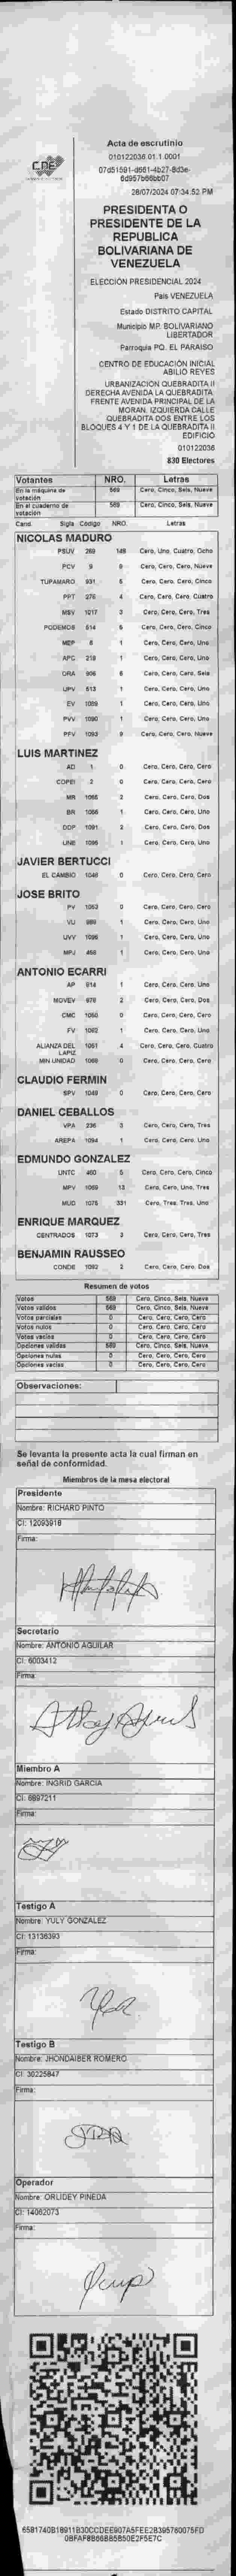 CNE
Acta de escrutinio
010122036.01.1.0001
28/07/2024 07:34:52 PM
PRESIDENTA O
PRESIDENTE DE LA
REPUBLICA
BOLIVARIANA DE
VENEZUELA
ELECCIÓN PRESIDENCIAL 2024
País VENEZUELA
Estado DISTRITO CAPITAL
Municipio MP. BOLIVARIANO
LIBERTADOR
Parroquia PQ. EL PARAISO
CENTRO DE EDUCACIÓN INICIAL
ABILIO REYES
URBANIZACIÓN QUEBRADITA II
DERECHA AVENIDA LA QUEBRADITA
FRENTE AVENIDA PRINCIPAL DE LA
MORAN. IZQUIERDA CALLE
QUEBRADITA DOS ENTRE LOS
BLOQUES 4 Y 1 DE LA QUEBRADITA II
EDIFICIO
010122036
830 Electores
Votantes NRO. Letras
En la máquina de votación 569 Cero, Cinco, Seis, Nueve
En el cuaderno de votación 569 Cero, Cinco, Seis, Nueve
Cand. Sigla Código NRO. Letras
NICOLAS MADURO
PSUV 269 148 Cero, Uno, Cuatro, Ocho
PCV 9 9 Cero, Cero, Cero, Nueve
TUPAMARO 931 5 Cero, Cero, Cero, Cinco
PPT 276 4 Cero, Cero, Cero, Cuatro
MSV 1017 3 Cero, Cero, Cero, Tres
PODEMOS 514 5 Cero, Cero, Cero, Cinco
MEP 6 1 Cero, Cero, Cero, Uno
APC 218 1 Cero, Cero, Cero, Uno
ORA 906 6 Cero, Cero, Cero, Seis
UPV 513 1 Cero, Cero, Cero, Uno
EV 1089 1 Cero, Cero, Cero, Uno
PVV 1090 1 Cero, Cero, Cero, Uno
PFV 1093 9 Cero, Cero, Cero, Nueve
LUIS MARTINEZ
AD 1 0 Cero, Cero, Cero, Cero
COPEI 2 0 Cero, Cero, Cero, Cero
MR 1065 2 Cero, Cero, Cero, Dos
BR 1066 1 Cero, Cero, Cero, Uno
DDP 1091 2 Cero, Cero, Cero, Dos
UNE 1095 1 Cero, Cero, Cero, Uno
JAVIER BERTUCCI
EL CAMBIO 1046 0 Cero, Cero, Cero, Cero
JOSE BRITO
PV 1053 0 Cero, Cero, Cero, Cero
VU 989 1 Cero, Cero, Cero, Uno
UVV 1096 1 Cero, Cero, Cero, Uno
MPJ 458 1 Cero, Cero, Cero, Uno
ANTONIO ECARRI
AP 914 1 Cero, Cero, Cero, Uno
MOVEV 978 2 Cero, Cero, Cero, Dos
CMC 1050 0 Cero, Cero, Cero, Cero
FV 1062 1 Cero, Cero, Cero, Uno
ALIANZA DEL LAPIZ 1061 4 Cero, Cero, Cero, Cuatro
MIN UNIDAD 1068 0 Cero, Cero, Cero, Cero
CLAUDIO FERMIN
SPV 1049 0 Cero, Cero, Cero, Cero
DANIEL CEBALLOS
VPA 236 3 Cero, Cero, Cero, Tres
AREPA 1094 1 Cero, Cero, Cero, Uno
EDMUNDO GONZALEZ
UNTC 460 5 Cero, Cero, Cero, Cinco
MPV 1069 13 Cero, Cero, Uno, Tres
MUD 1075 331 Cero, Tres, Tres, Uno
ENRIQUE MARQUEZ
CENTRADOS 1073 3 Cero, Cero, Cero, Tres
BENJAMIN RAUSSEO
CONDE 1092 2 Cero, Cero, Cero, Dos
Resumen de votos
Votos 569 Cero, Cinco, Seis, Nueve
Votos validos 569 Cero, Cinco, Seis, Nueve
Votos parciales 0 Cero, Cero, Cero, Cero
Votos nulos 0 Cero, Cero, Cero, Cero
Votos vacios 0 Cero, Cero, Cero, Cero
Opciones validas 569 Cero, Cinco, Seis, Nueve
Opciones nulas 0 Cero, Cero, Cero, Cero
Opciones vacias 0 Cero, Cero, Cero, Cero
Observaciones:
Se levanta la presente acta la cual firman en
señal de conformidad.
Miembros de la mesa electoral
Presidente
Nombre: RICHARD PINTO
CI: 12093918
Firma:
Secretario
Nombre: ANTONIO AGUILAR
CI: 6003412
Firma:
Miembro A
Nombre: INGRID GARCIA
CI: 6897211
Firma:
Testigo A
Nombre: YULY GONZALEZ
CI: 13136393
Firma:
Testigo B
Nombre: JHONDAIBER ROMERO
CI: 30225847
Firma:
Operador
Nombre: ORLIDEY PINEDA
CI: 14062073
Firma: